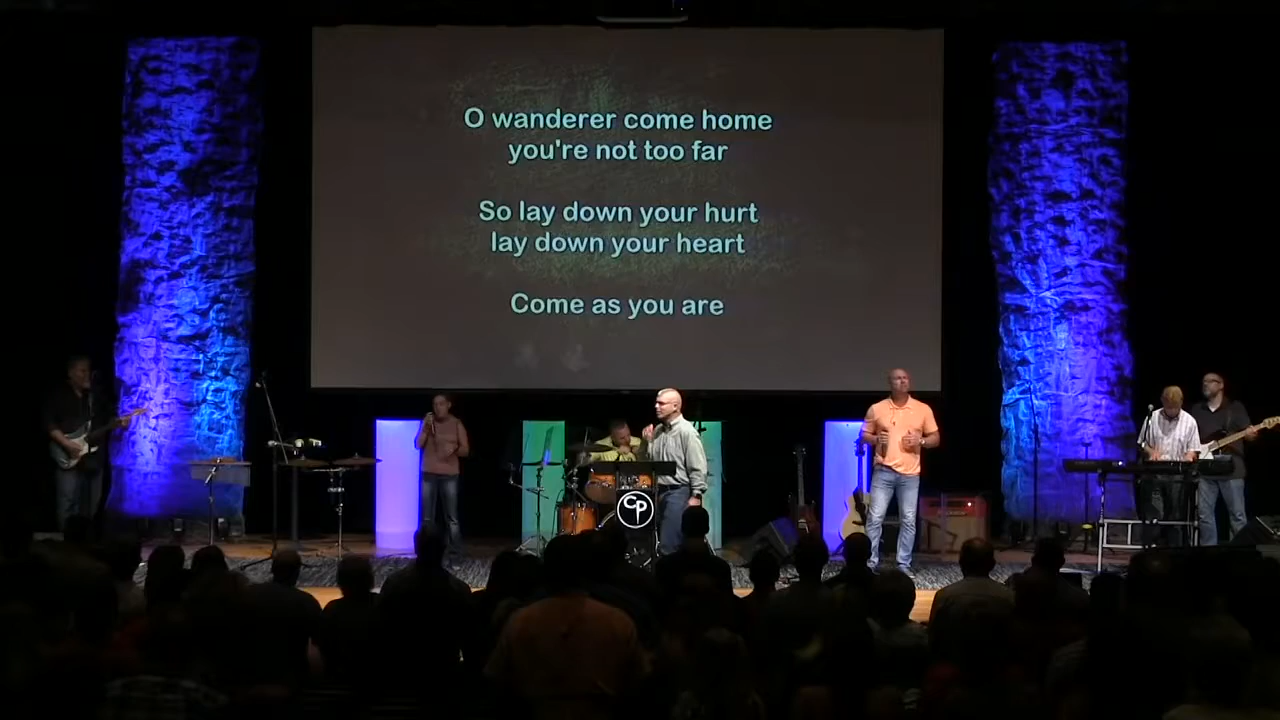 O wanderer come home
you're not too far
So lay down your hurt
lay down your heart
Come as you are
CP